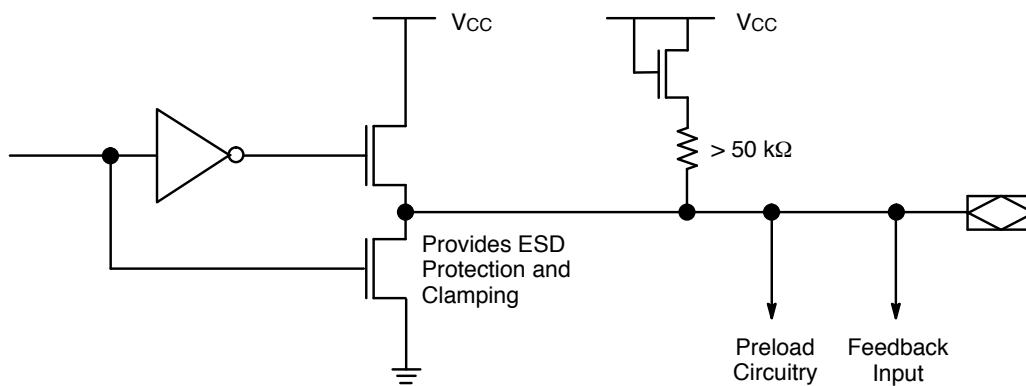 VCC
VCC
> 50 kΩ
Provides ESD
Protection and
Clamping
Preload
Circuitry
Feedback
Input